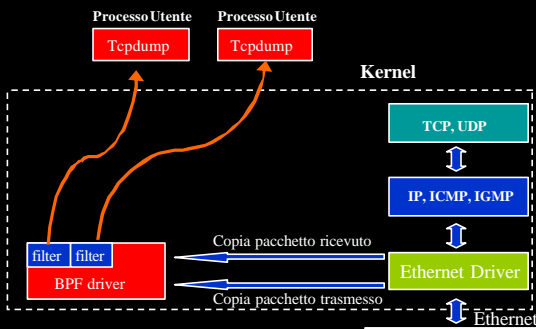 Processo Utente
Processo Utente
Tcpdump
Tcpdump
Kernel
TCP, UDP
IP, ICMP, IGMP
Copia pacchetto ricevuto
filter
filter
BPF driver
Ethernet Driver
Copia pacchetto trasmesso
Ethernet